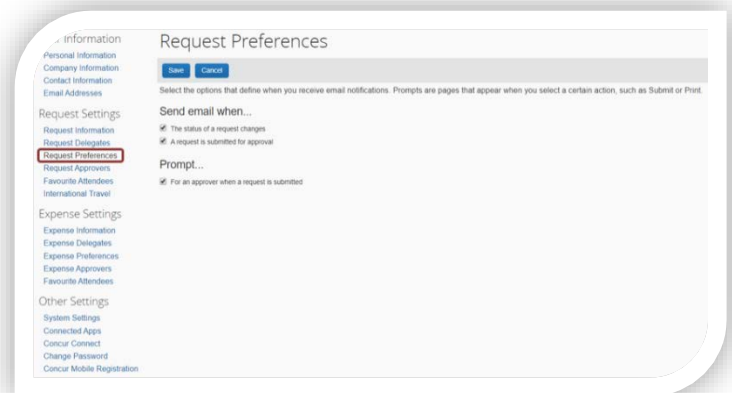 Information
Personal Information
Company Information
Contact Information
Email Addresses
Request Settings
Request Information
Request Delegates
Request Preferences
Request Approvers
Favourite Attendees
International Travel
Expense Settings
Expense Information
Expense Delegates
Expense Preferences
Expense Approvers
Favourite Attendees
Other Settings
System Settings
Connected Apps
Concur Connect
Change Password
Concur Mobile Registration
Request Preferences
Save Cancel
Select the options that define when you receive email notifications. Prompts are pages that appear when you select a certain action, such as Submit or Print.
Send email when...
The status of a request changes
A request is submitted for approval
Prompt...
For an approver when a request is submitted